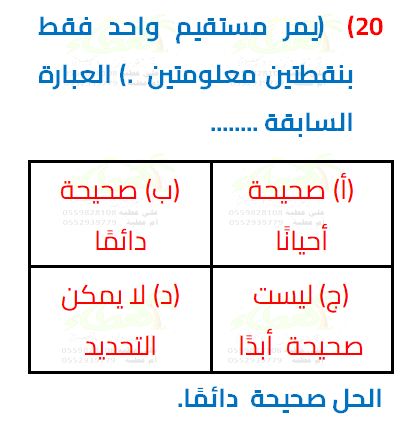 20) (يمر مستقيم واحد فقط
بنقطتين معلومتين .) العبارة
السابقة ........
(أ) صحيحة
أحيانًا
(ب) صحيحة
دائمًا
(ج) ليست
صحيحة أبدًا
(د) لا يمكن
التحديد
الحل صحيحة دائمًا.